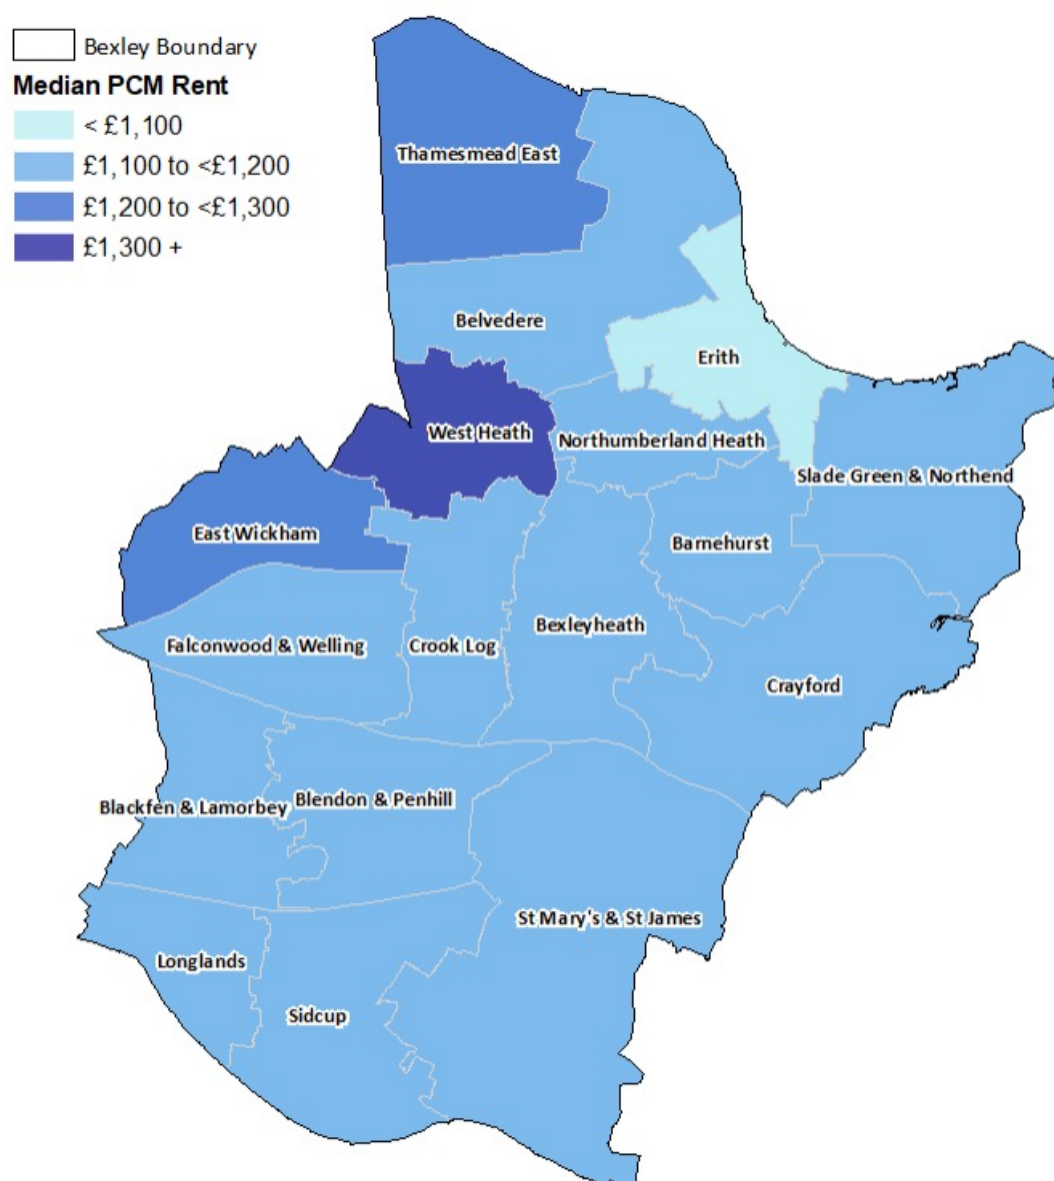 Bexley Boundary
Median PCM Rent
< £1,100
£1,100 to <£1,200
£1,200 to <£1,300
£1,300 +
Thamesmead East
Belvedere
Erith
West Heath
Northumberland Heath
Slade Green & Northend
East Wickham
Barnehurst
Bexleyheath
Falconwood & Welling
Crook Log
Crayford
Blackfen & Lamorbey
Blendon & Penhill
St Mary's & St James
Longlands
Sidcup